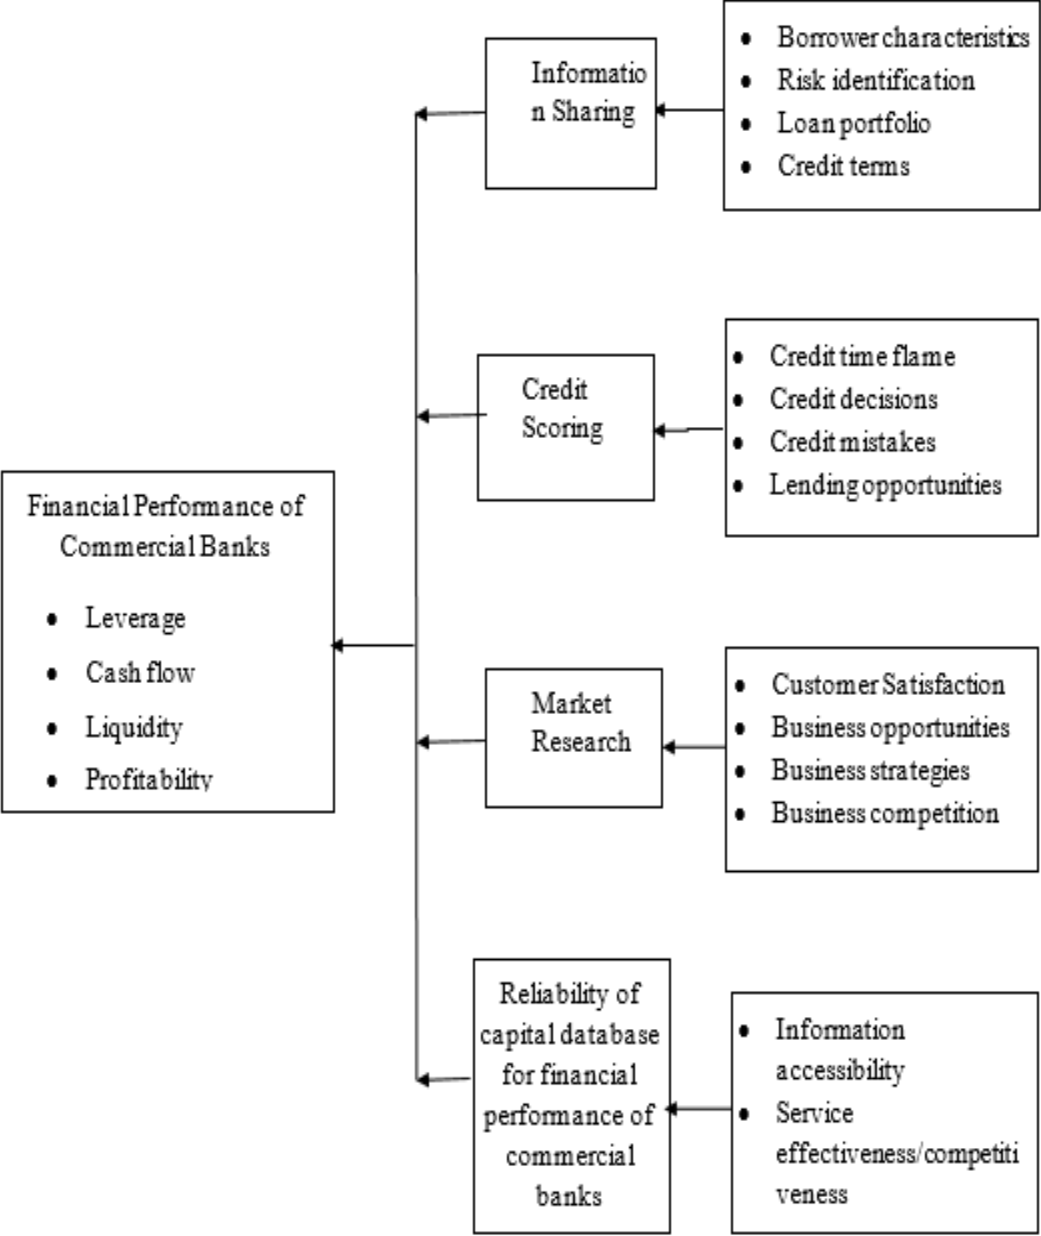 Informatio
n Sharing
• Borrower characteristics
• Risk identification
• Loan portfolio
• Credit terms
Credit
Scoring
• Credit time flame
• Credit decisions
• Credit mistakes
• Lending opportunities
Financial Performance of
Commercial Banks
• Leverage
• Cash flow
• Liquidity
• Profitability
Market
Research
• Customer Satisfaction
• Business opportunities
• Business strategies
• Business competition
Reliability of
capital database
for financial
performance of
commercial
banks
• Information
accessibility
• Service
effectiveness/competiti
veness